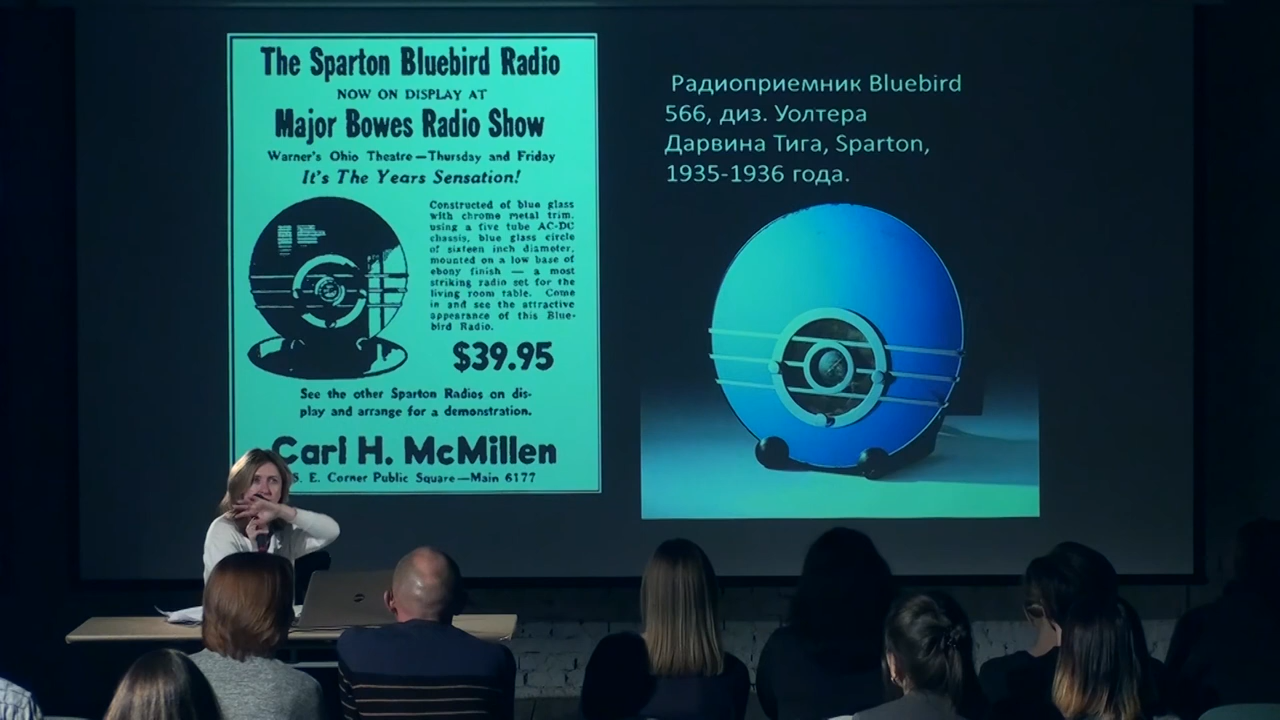 The Sparton Bluebird Radio
NOW ON DISPLAY AT
Major Bowes Radio Show
Warner's Ohio Theatre—Thursday and Friday
It's The Years Sensation!
Constructed of blue glass
with chrome metal trim,
using a five tube AC-DC
chassis, blue glass circle
of sixteen inch diameter,
mounted on a low base of
ebony finish — a most
striking radio set for the
living room table. Come
in and see the attractive
appearance of this Blue-
bird Radio.
$39.95
See the other Sparton Radios on dis-
play and arrange for a demonstration.
Carl H. McMillen
S. E. Corner Public Square—Main 6177
Радиоприемник Bluebird
566, диз. Уолтера
Дарвина Тига, Sparton,
1935-1936 года.